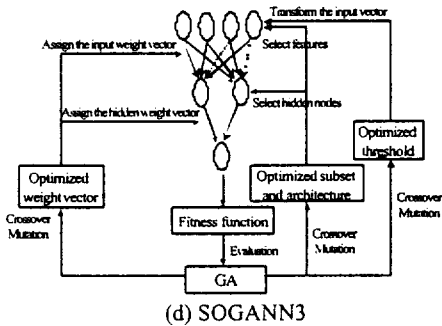 Transform the input vector
Assign the input weight vector
Select features
Assign the hidden weight vector
Select hidden nodes
Optimized
threshold
Optimized
weight vector
Optimized subset
and architecture
Crossover
Mutation
Crossover
Mutation
Crossover
Mutation
Fitness function
Evaluation
GA
(d) SOGANN3